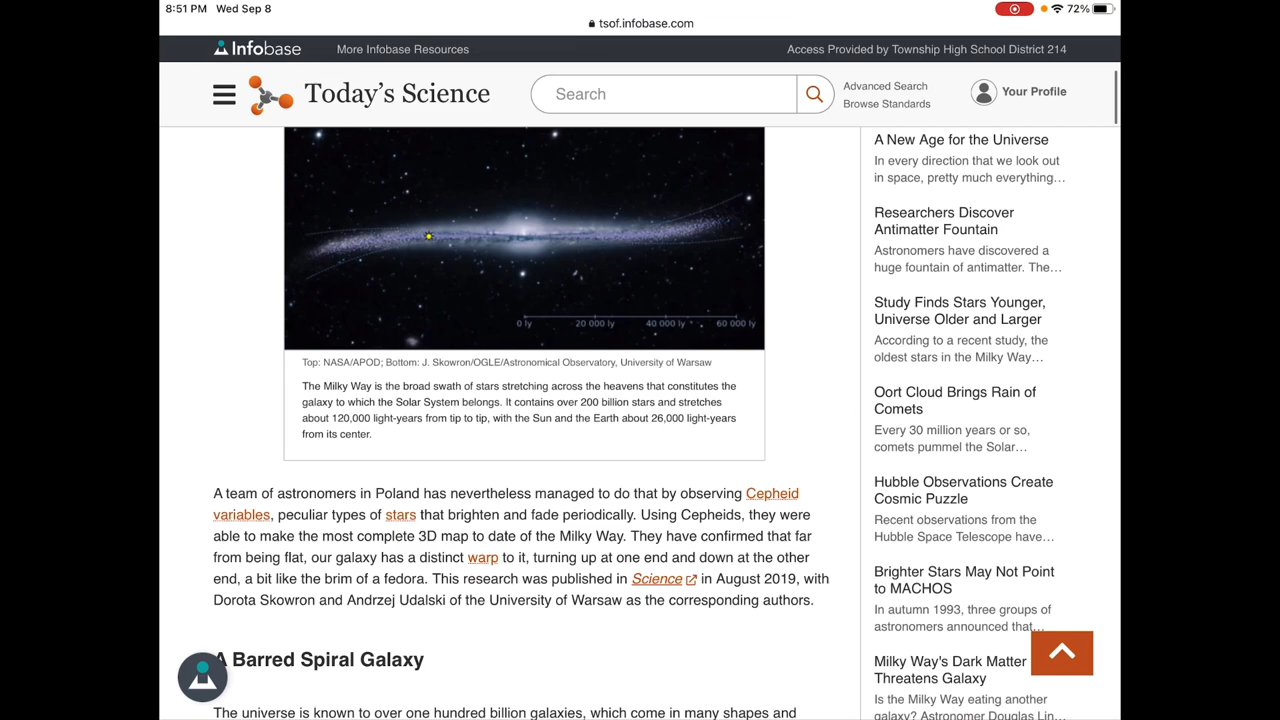 8:51 PM Wed Sep 8
72%
tsof.infobase.com
Infobase
More Infobase Resources
Access Provided by Township High School District 214
Today's Science
Search
Advanced Search
Browse Standards
Your Profile
0 ly 20 000 ly 40 000 ly 60 000 ly
Top: NASA/APOD; Bottom: J. Skowron/OGLE/Astronomical Observatory, University of Warsaw
The Milky Way is the broad swath of stars stretching across the heavens that constitutes the
galaxy to which the Solar System belongs. It contains over 200 billion stars and stretches
about 120,000 light-years from tip to tip, with the Sun and the Earth about 26,000 light-years
from its center.
A team of astronomers in Poland has nevertheless managed to do that by observing Cepheid
variables, peculiar types of stars that brighten and fade periodically. Using Cepheids, they were
able to make the most complete 3D map to date of the Milky Way. They have confirmed that far
from being flat, our galaxy has a distinct warp to it, turning up at one end and down at the other
end, a bit like the brim of a fedora. This research was published in Science in August 2019, with
Dorota Skowron and Andrzej Udalski of the University of Warsaw as the corresponding authors.
A Barred Spiral Galaxy
The universe is known to over one hundred billion galaxies, which come in many shapes and
A New Age for the Universe
In every direction that we look out
in space, pretty much everything…
Researchers Discover
Antimatter Fountain
Astronomers have discovered a
huge fountain of antimatter. The…
Study Finds Stars Younger,
Universe Older and Larger
According to a recent study, the
oldest stars in the Milky Way…
Oort Cloud Brings Rain of
Comets
Every 30 million years or so,
comets pummel the Solar…
Hubble Observations Create
Cosmic Puzzle
Recent observations from the
Hubble Space Telescope have…
Brighter Stars May Not Point
to MACHOS
In autumn 1993, three groups of
astronomers announced that…
Milky Way's Dark Matter
Threatens Galaxy
Is the Milky Way eating another
galaxy? Astronomer Douglas Lin…